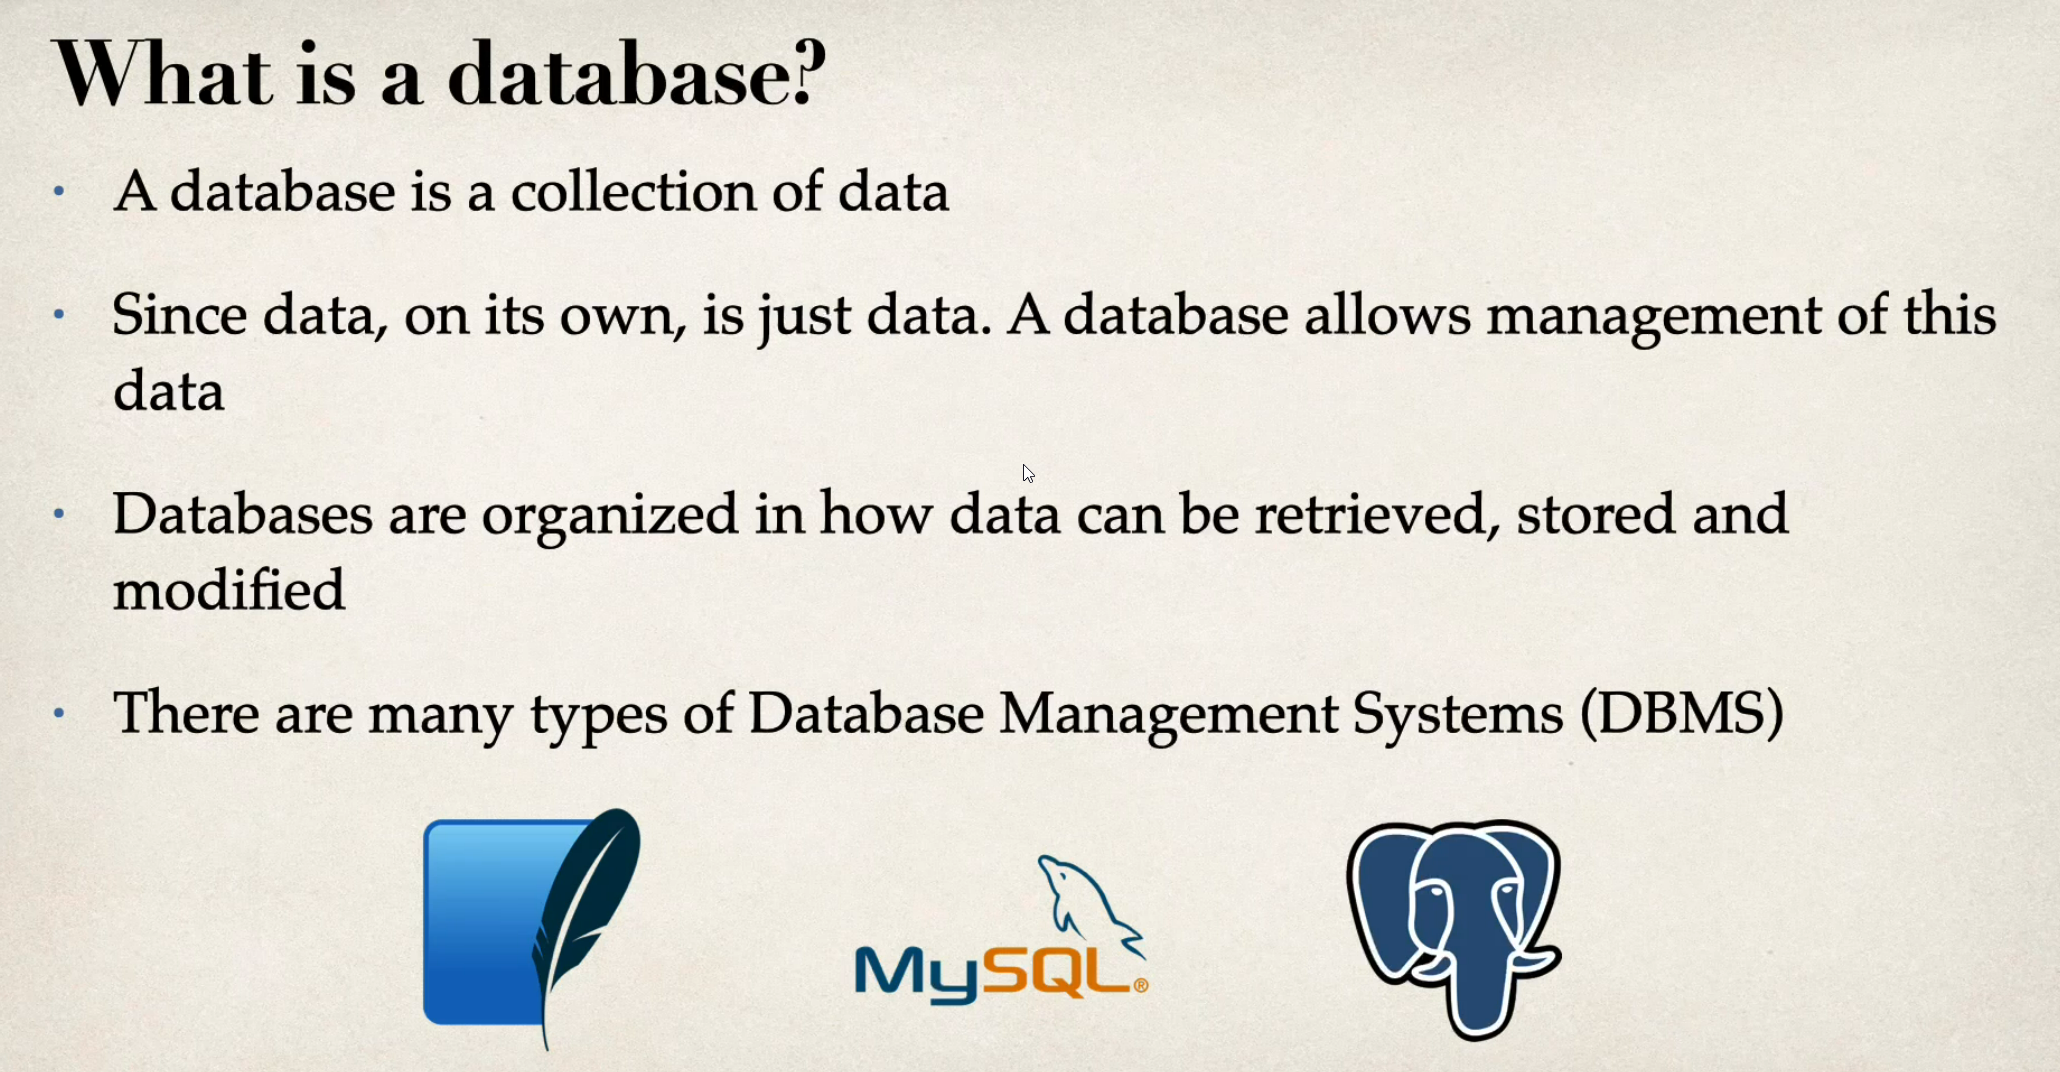 What is a database?
• A database is a collection of data
• Since data, on its own, is just data. A database allows management of this
data
• Databases are organized in how data can be retrieved, stored and
modified
• There are many types of Database Management Systems (DBMS)
MySQL®